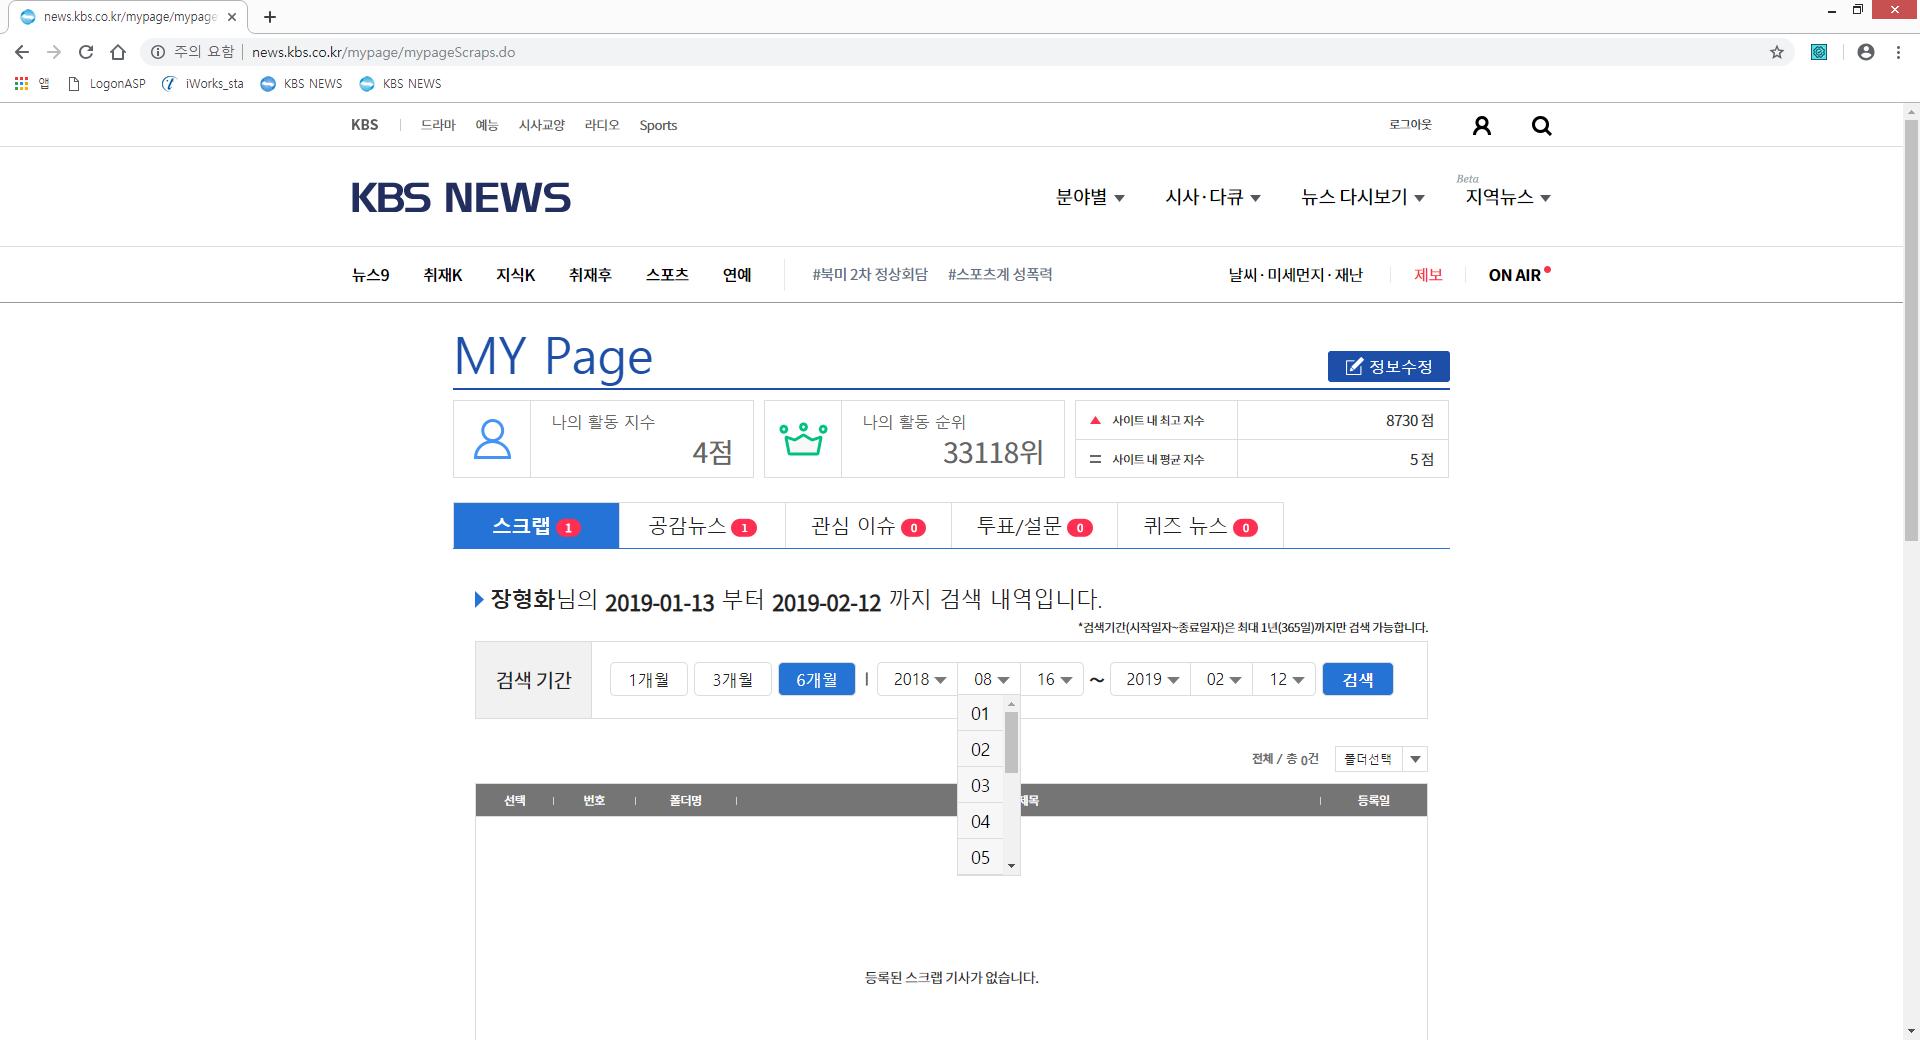 news.kbs.co.kr/mypage/mypage
주의 요함 news.kbs.co.kr/mypage/mypageScraps.do
앱 LogonASP iWorks_sta KBS NEWS KBS NEWS
KBS 드라마 예능 시사교양 라디오 Sports 로그아웃
KBS NEWS
분야별 시사·다큐 뉴스 다시보기 Beta 지역뉴스
뉴스9 취재K 지식K 취재후 스포츠 연예 #북미 2차 정상회담 #스포츠계 성폭력 날씨·미세먼지·재난 제보 ON AIR
MY Page
정보수정
나의 활동 지수
4점
나의 활동 순위
33118위
사이트 내 최고 지수 8730 점
사이트 내 평균 지수 5 점
스크랩 1 공감뉴스 1 관심 이슈 0 투표/설문 0 퀴즈 뉴스 0
장형화님의 2019-01-13 부터 2019-02-12 까지 검색 내역입니다.
*검색기간(시작일자~종료일자)은 최대 1년(365일)까지만 검색 가능합니다.
검색 기간 1개월 3개월 6개월 | 2018 08 16 ~ 2019 02 12 검색
01
02
03
04
05
전체 / 총 0건 폴더선택
선택 번호 폴더명 제목 등록일
등록된 스크랩 기사가 없습니다.